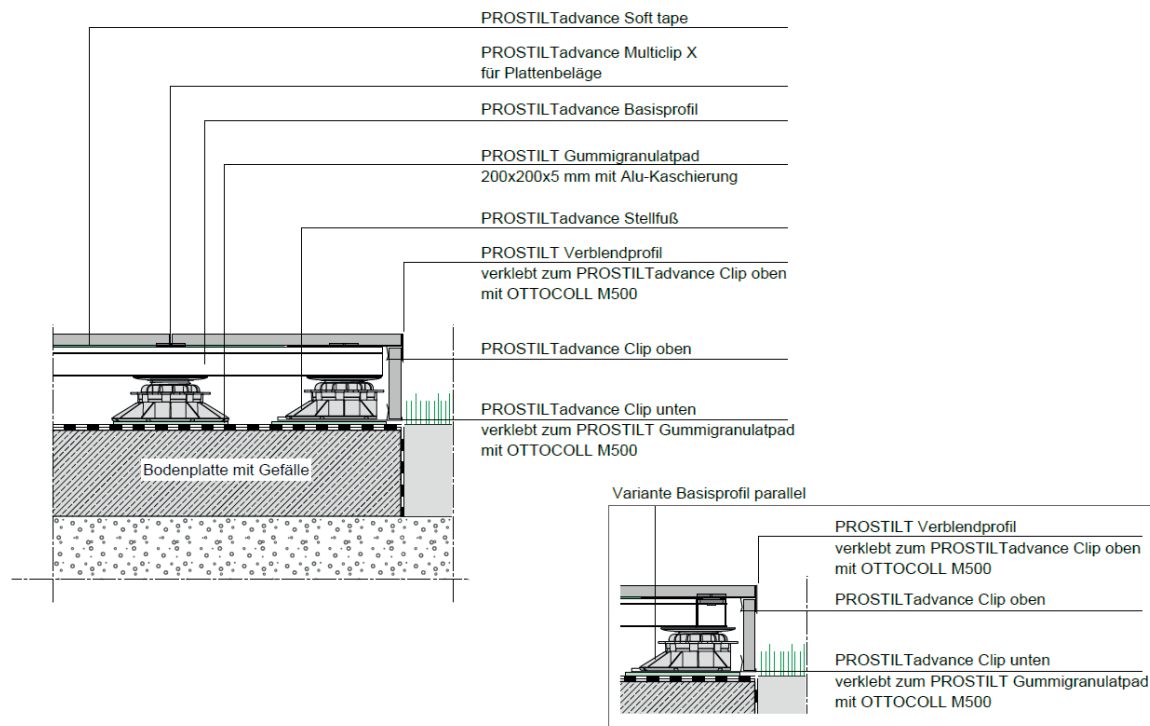 PROSTILTadvance Soft tape
PROSTILTadvance Multiclip X
für Plattenbeläge
PROSTILTadvance Basisprofil
PROSTILT Gummigranulatpad
200x200x5 mm mit Alu-Kaschierung
PROSTILTadvance Stellfuß
PROSTILT Verblendprofil
verklebt zum PROSTILTadvance Clip oben
mit OTTOCOLL M500
PROSTILTadvance Clip oben
PROSTILTadvance Clip unten
verklebt zum PROSTILT Gummigranulatpad
mit OTTOCOLL M500
Bodenplatte mit Gefälle
Variante Basisprofil parallel
PROSTILT Verblendprofil
verklebt zum PROSTILTadvance Clip oben
mit OTTOCOLL M500
PROSTILTadvance Clip oben
PROSTILTadvance Clip unten
verklebt zum PROSTILT Gummigranulatpad
mit OTTOCOLL M500